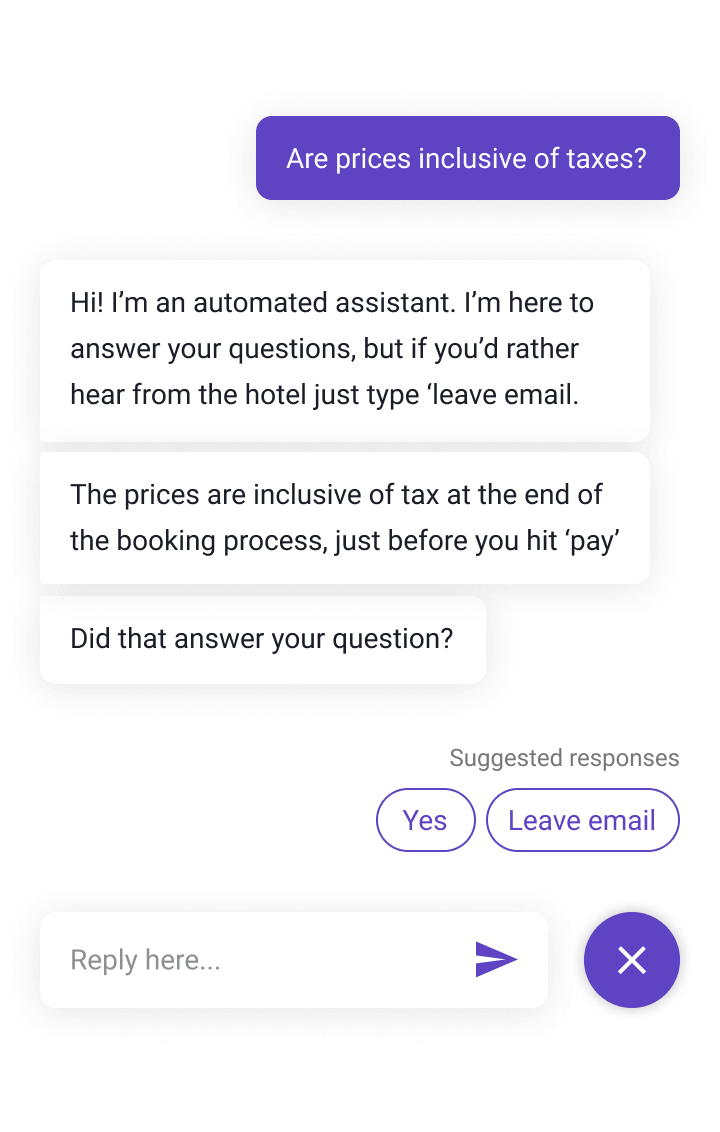 Are prices inclusive of taxes?
Hi! I’m an automated assistant. I’m here to
answer your questions, but if you’d rather
hear from the hotel just type ‘leave email.
The prices are inclusive of tax at the end of
the booking process, just before you hit ‘pay’
Did that answer your question?
Suggested responses
Yes
Leave email
Reply here...